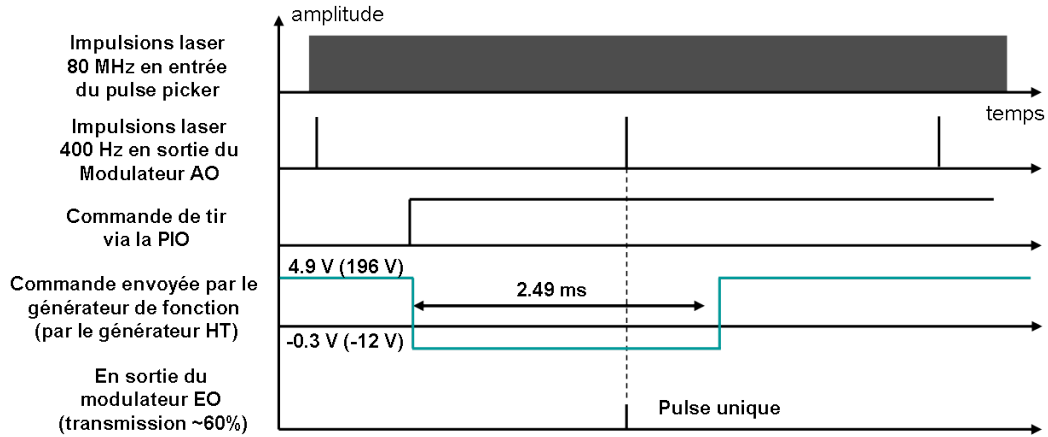 amplitude
Impulsions laser
80 MHz en entrée
du pulse picker
temps
Impulsions laser
400 Hz en sortie du
Modulateur AO
Commande de tir
via la PIO
4.9 V (196 V)
Commande envoyée par le
générateur de fonction
(par le générateur HT)
2.49 ms
-0.3 V (-12 V)
En sortie du
modulateur EO
(transmission ~60%)
Pulse unique